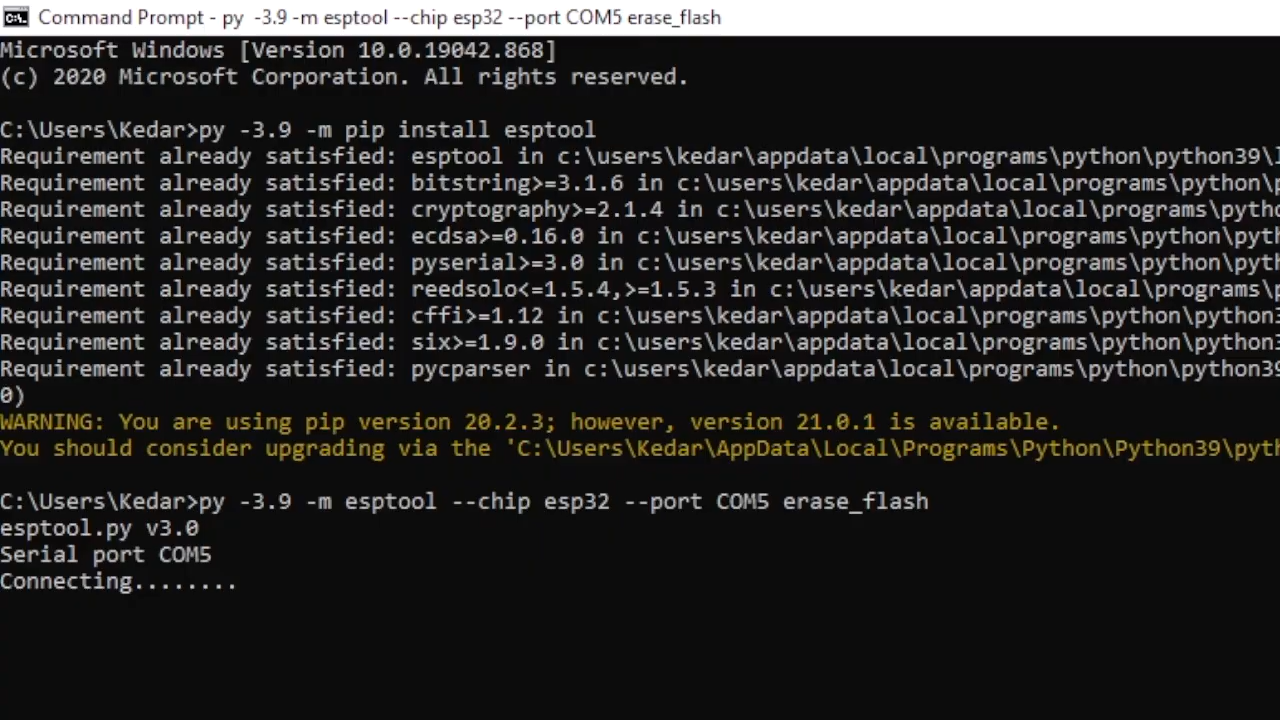 Command Prompt - py  -3.9 -m esptool --chip esp32 --port COM5 erase_flash
Microsoft Windows [Version 10.0.19042.868]
(c) 2020 Microsoft Corporation. All rights reserved.
C:\Users\Kedar>py -3.9 -m pip install esptool
Requirement already satisfied: esptool in c:\users\kedar\appdata\local\programs\python\python39\l
Requirement already satisfied: bitstring>=3.1.6 in c:\users\kedar\appdata\local\programs\python\p
Requirement already satisfied: cryptography>=2.1.4 in c:\users\kedar\appdata\local\programs\pytho
Requirement already satisfied: ecdsa>=0.16.0 in c:\users\kedar\appdata\local\programs\python\pyth
Requirement already satisfied: pyserial>=3.0 in c:\users\kedar\appdata\local\programs\python\pyth
Requirement already satisfied: reedsolo<=1.5.4,>=1.5.3 in c:\users\kedar\appdata\local\programs\p
Requirement already satisfied: cffi>=1.12 in c:\users\kedar\appdata\local\programs\python\python3
Requirement already satisfied: six>=1.9.0 in c:\users\kedar\appdata\local\programs\python\python3
Requirement already satisfied: pycparser in c:\users\kedar\appdata\local\programs\python\python39
0)
WARNING: You are using pip version 20.2.3; however, version 21.0.1 is available.
You should consider upgrading via the 'C:\Users\Kedar\AppData\Local\Programs\Python\Python39\pyth
C:\Users\Kedar>py -3.9 -m esptool --chip esp32 --port COM5 erase_flash
esptool.py v3.0
Serial port COM5
Connecting........